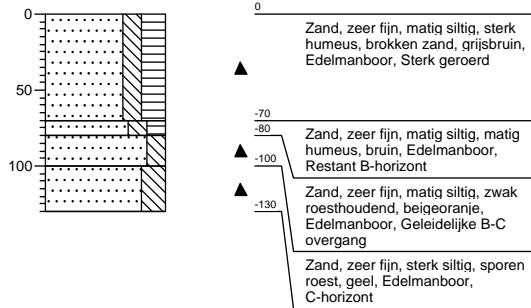 0
50
100
0
Zand, zeer fijn, matig siltig, sterk
humeus, brokken zand, grijsbruin,
Edelmanboor, Sterk geroerd
-70
Zand, zeer fijn, matig siltig, matig
humeus, bruin, Edelmanboor,
Restant B-horizont
-80
Zand, zeer fijn, matig siltig, zwak
roesthoudend, beigeoranje,
Edelmanboor, Geleidelijke B-C
overgang
-100
Zand, zeer fijn, sterk siltig, sporen
roest, geel, Edelmanboor,
C-horizont
-130